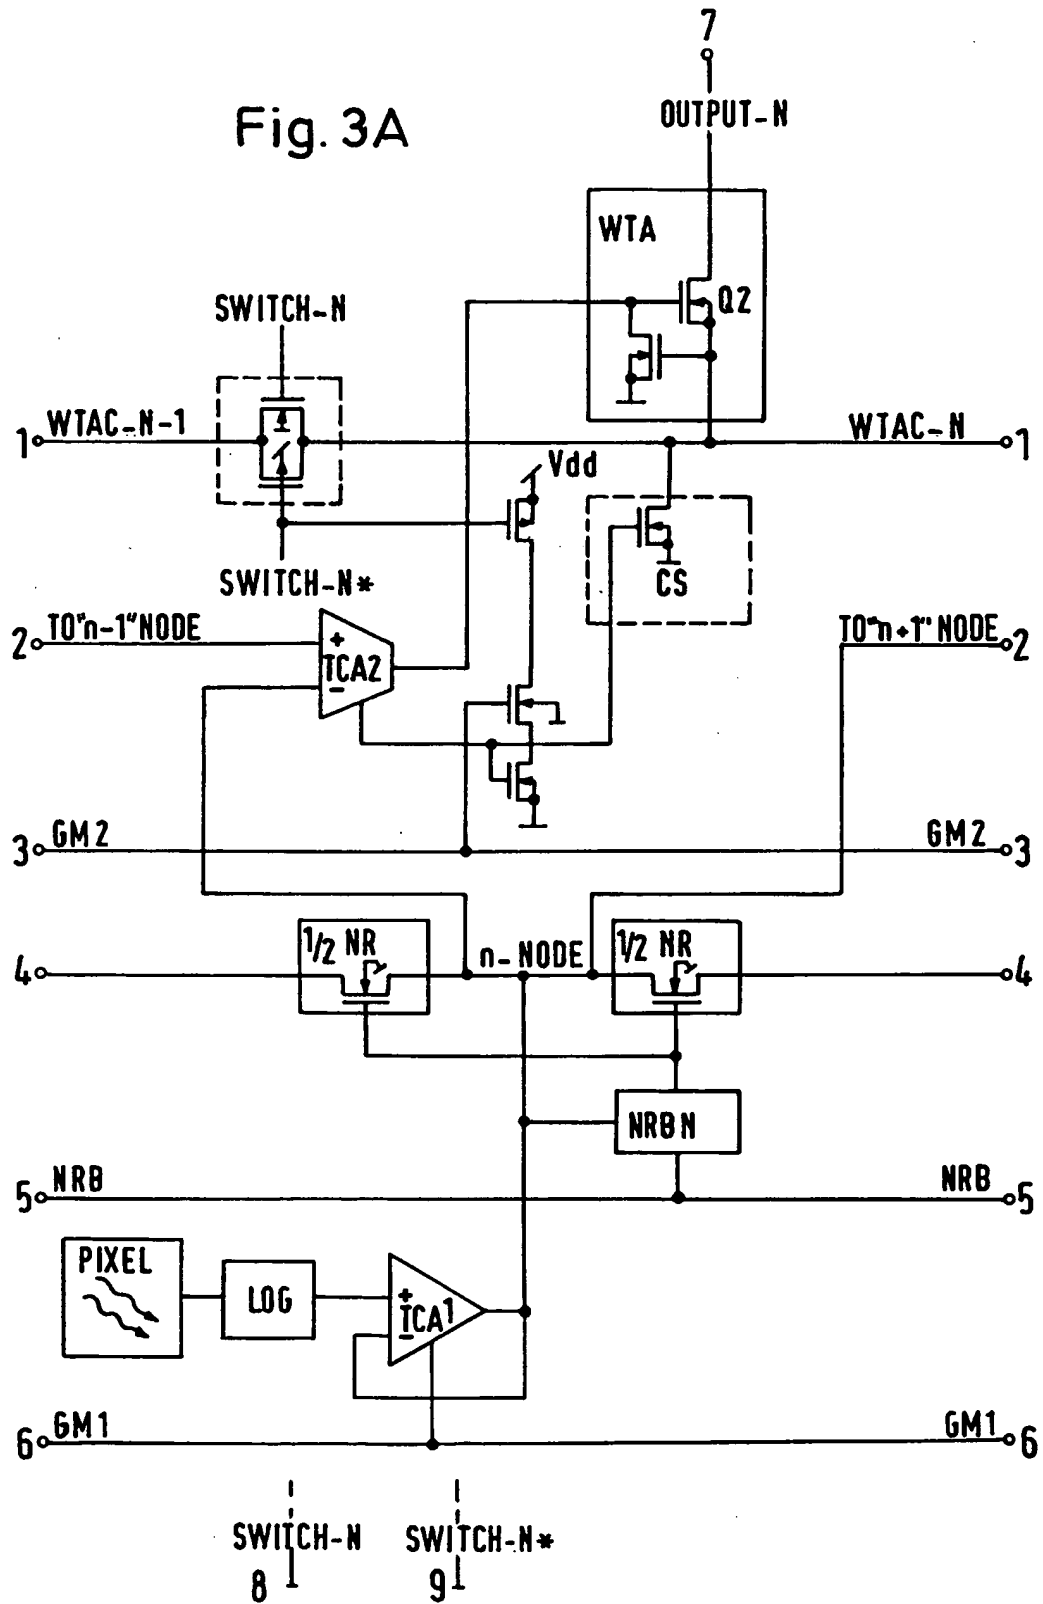 7
OUTPUT-N
Fig. 3A
WTA
Q2
SWITCH-N
1 WTAC-N-1
WTAC-N 1
Vdd
SWITCH-N*
CS
2 TO"n-1"NODE
TO"n+1"NODE 2
+
TCA2
-
3 GM2
GM2 3
1/2 NR
n-NODE
1/2 NR
4
4
NRBN
5 NRB
NRB 5
PIXEL
LOG
+
TCA1
-
6 GM1
GM1 6
SWITCH-N
SWITCH-N*
8
9